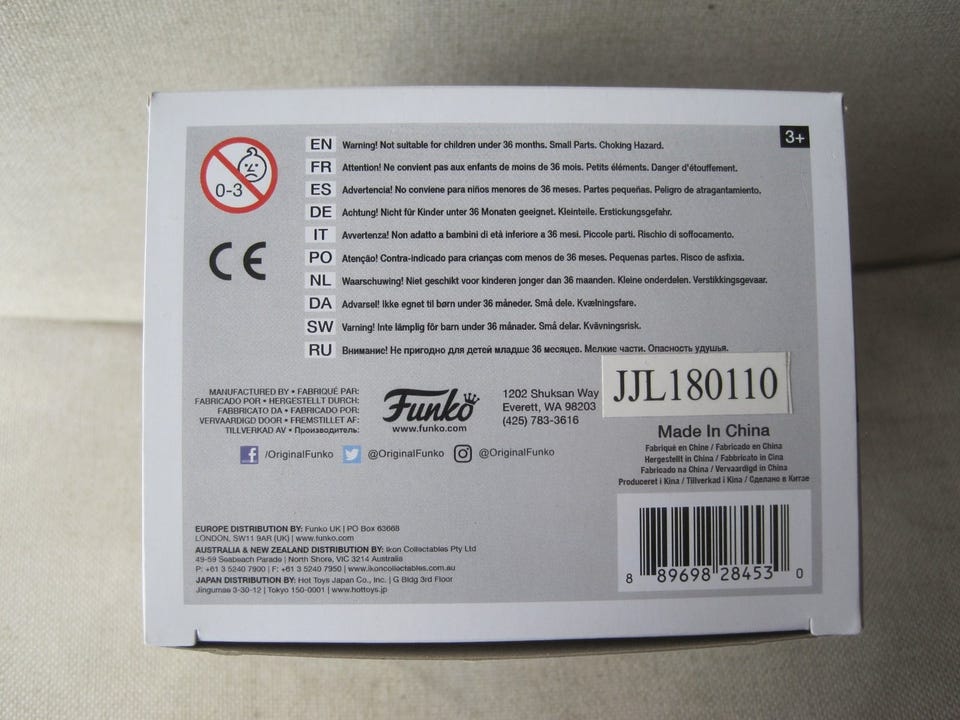 3+
0-3
CE
EN Warning! Not suitable for children under 36 months. Small Parts. Choking Hazard.
FR Attention! Ne convient pas aux enfants de moins de 36 mois. Petits éléments. Danger d'étouffement.
ES Advertencia! No conviene para niños menores de 36 meses. Partes pequeñas. Peligro de atragantamiento.
DE Achtung! Nicht für Kinder unter 36 Monaten geeignet. Kleinteile. Erstickungsgefahr.
IT Avvertenza! Non adatto a bambini di età inferiore a 36 mesi. Piccole parti. Rischio di soffocamento.
PO Atenção! Contra-indicado para crianças com menos de 36 meses. Pequenas partes. Risco de asfixia.
NL Waarschuwing! Niet geschikt voor kinderen jonger dan 36 maanden. Kleine onderdelen. Verstikkingsgevaar.
DA Advarsel! Ikke egnet til børn under 36 måneder. Små dele. Kvælningsfare.
SW Varning! Inte lämplig för barn under 36 månader. Små delar. Kvävningsrisk.
RU Внимание! Не пригодно для детей младше 36 месяцев. Мелкие части. Опасность удушья.
MANUFACTURED BY • FABRIQUÉ PAR:
FABRICADO POR • HERGESTELLT DURCH:
FABBRICATO DA • FABRICADO POR:
VERVAARDIGD DOOR • FREMSTILLET AF:
TILLVERKAD AV • Производитель:
Funko
www.funko.com
1202 Shuksan Way
Everett, WA 98203
(425) 783-3616
JJL180110
Made In China
Fabriqué en Chine / Fabricado en China
Hergestellt in China / Fabbricato in Cina
Fabricado na China / Vervaardigd in China
Produceret i Kina / Tillverkad i Kina / Сделано в Китае
/OriginalFunko @OriginalFunko @OriginalFunko
EUROPE DISTRIBUTION BY: Funko UK | PO Box 63668
LONDON, SW11 9AR (UK) | www.funko.com
AUSTRALIA & NEW ZEALAND DISTRIBUTION BY: Ikon Collectables Pty Ltd
49-59 Seabeach Parade | North Shore, VIC 3214 Australia
P: +61 3 5240 7900 | F: +61 3 5240 7950 | www.ikoncollectables.com.au
JAPAN DISTRIBUTION BY: Hot Toys Japan Co., Inc. | G Bldg 3rd Floor
Jingumae 3-30-12 | Tokyo 150-0001 | www.hottoys.jp
8 89698 28453 0